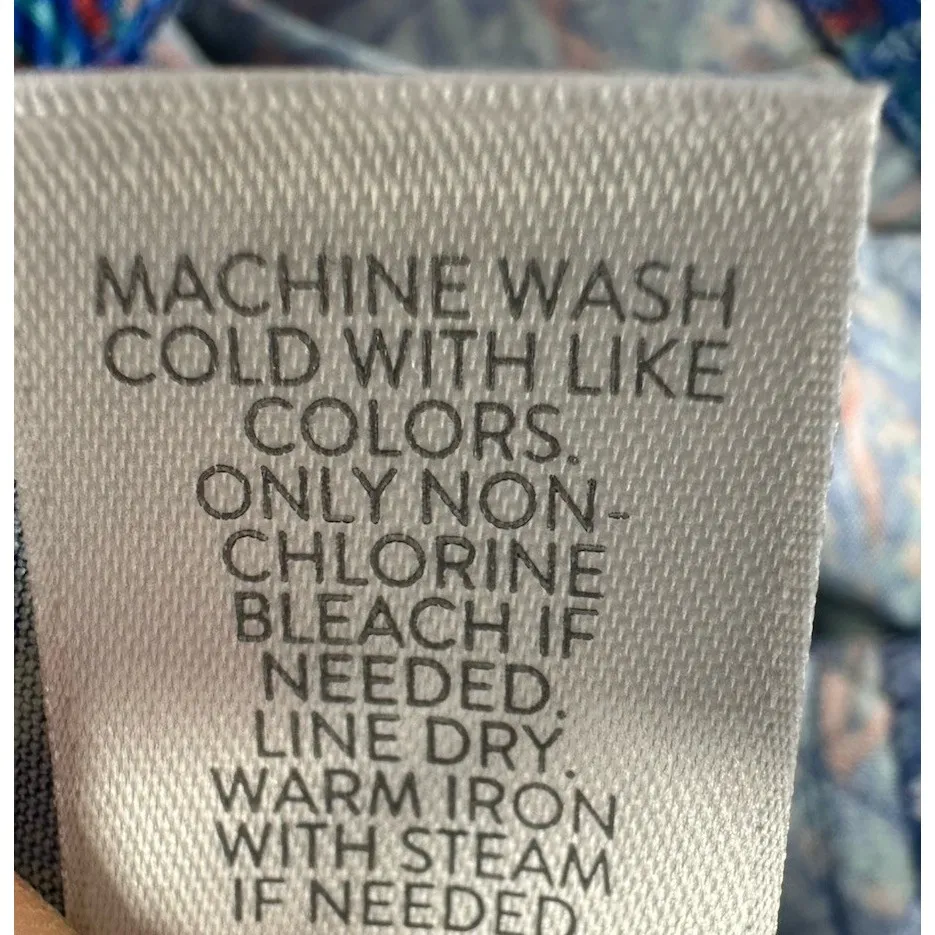 MACHINE WASH
COLD WITH LIKE
COLORS.
ONLY NON-
CHLORINE
BLEACH IF
NEEDED.
LINE DRY.
WARM IRON
WITH STEAM
IF NEEDED